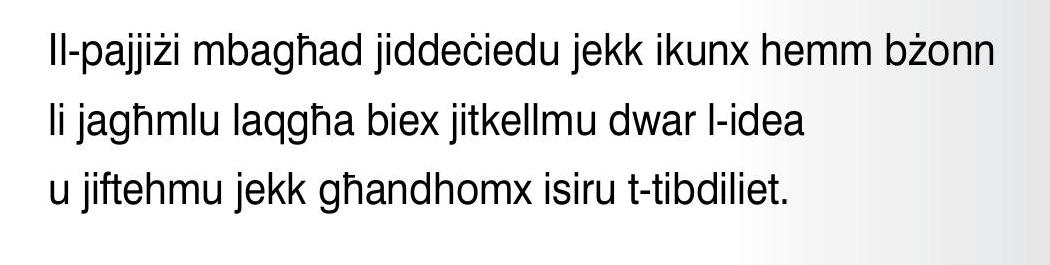 Il-pajjiżi mbagħad jiddeċiedu jekk ikunx hemm bżonn
li jagħmlu laqgħa biex jitkellmu dwar l-idea
u jiftehmu jekk għandhomx isiru t-tibdiliet.